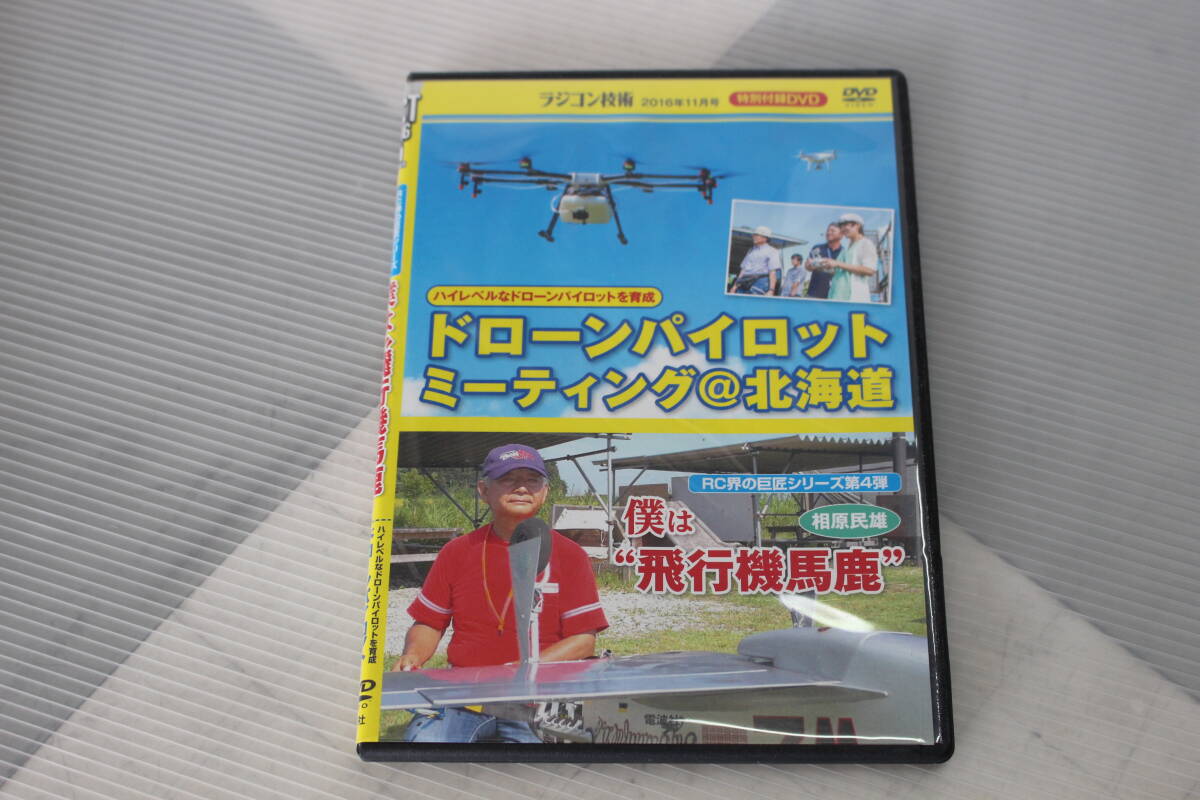 ラジコン技術 2016年11月号 特別付録DVD
DVD
VIDEO
ハイレベルなドローンパイロットを育成
ドローンパイロット
ミーティング@北海道
RC界の巨匠シリーズ第4弾
相原民雄
僕は
“飛行機馬鹿”
電波社
ハイレベルなドローンパイロットを育成